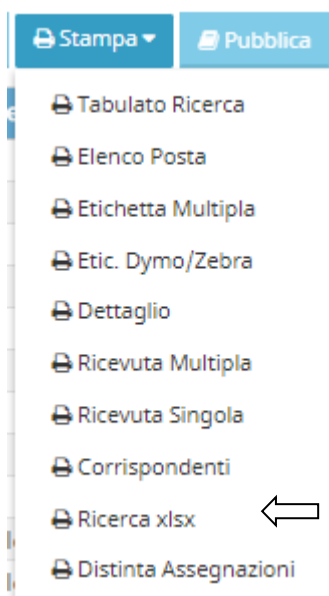 Stampa Pubblica
Tabulato Ricerca
Elenco Posta
Etichetta Multipla
Etic. Dymo/Zebra
Dettaglio
Ricevuta Multipla
Ricevuta Singola
Corrispondenti
Ricerca xlsx
Distinta Assegnazioni